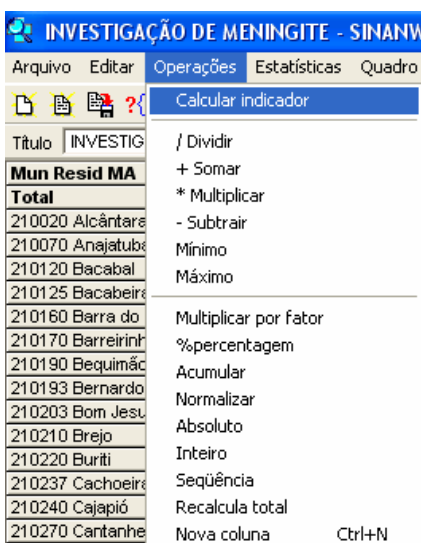 INVESTIGAÇÃO DE MENINGITE - SINANW
Arquivo Editar Operações Estatísticas Quadro
Título INVESTIG
Mun Resid MA
Total
210020 Alcântara
210070 Anajatuba
210120 Bacabal
210125 Bacabeira
210160 Barra do
210170 Barreirinh
210190 Bequimão
210193 Bernardo
210203 Bom Jesu
210210 Brejo
210220 Buriti
210237 Cachoeira
210240 Cajapió
210270 Cantanhe
Calcular indicador
/ Dividir
+ Somar
* Multiplicar
- Subtrair
Mínimo
Máximo
Multiplicar por fator
%percentagem
Acumular
Normalizar
Absoluto
Inteiro
Seqüência
Recalcula total
Nova coluna Ctrl+N